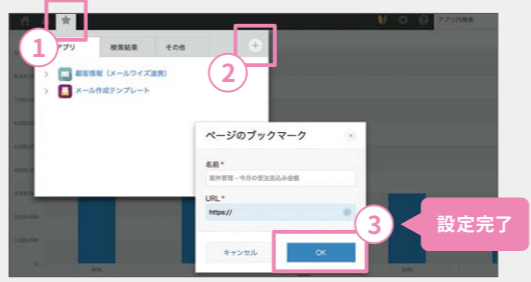 アプリ内検索
1
アプリ
検索結果
その他
2
顧客情報（メールワイズ連携）
メール作成テンプレート
ページのブックマーク
名前*
案件管理 - 今月の受注見込み金額
URL*
https://
3
設定完了
キャンセル
OK